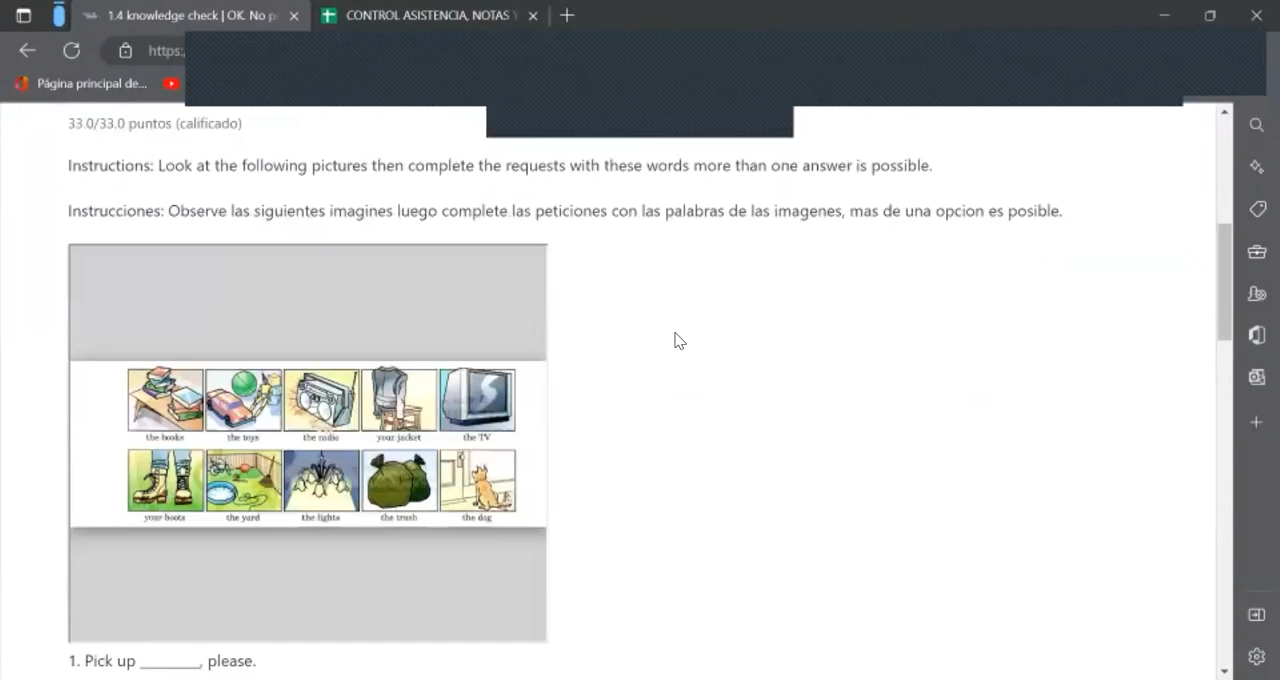 1.4 knowledge check | OK. No p
CONTROL ASISTENCIA, NOTAS Y
https:
Página principal de...
33.0/33.0 puntos (calificado)
Instructions: Look at the following pictures then complete the requests with these words more than one answer is possible.
Instrucciones: Observe las siguientes imagines luego complete las peticiones con las palabras de las imagenes, mas de una opcion es posible.
the books the toys the radio your jacket the TV
your boots the yard the lights the trash the dog
1. Pick up ________, please.